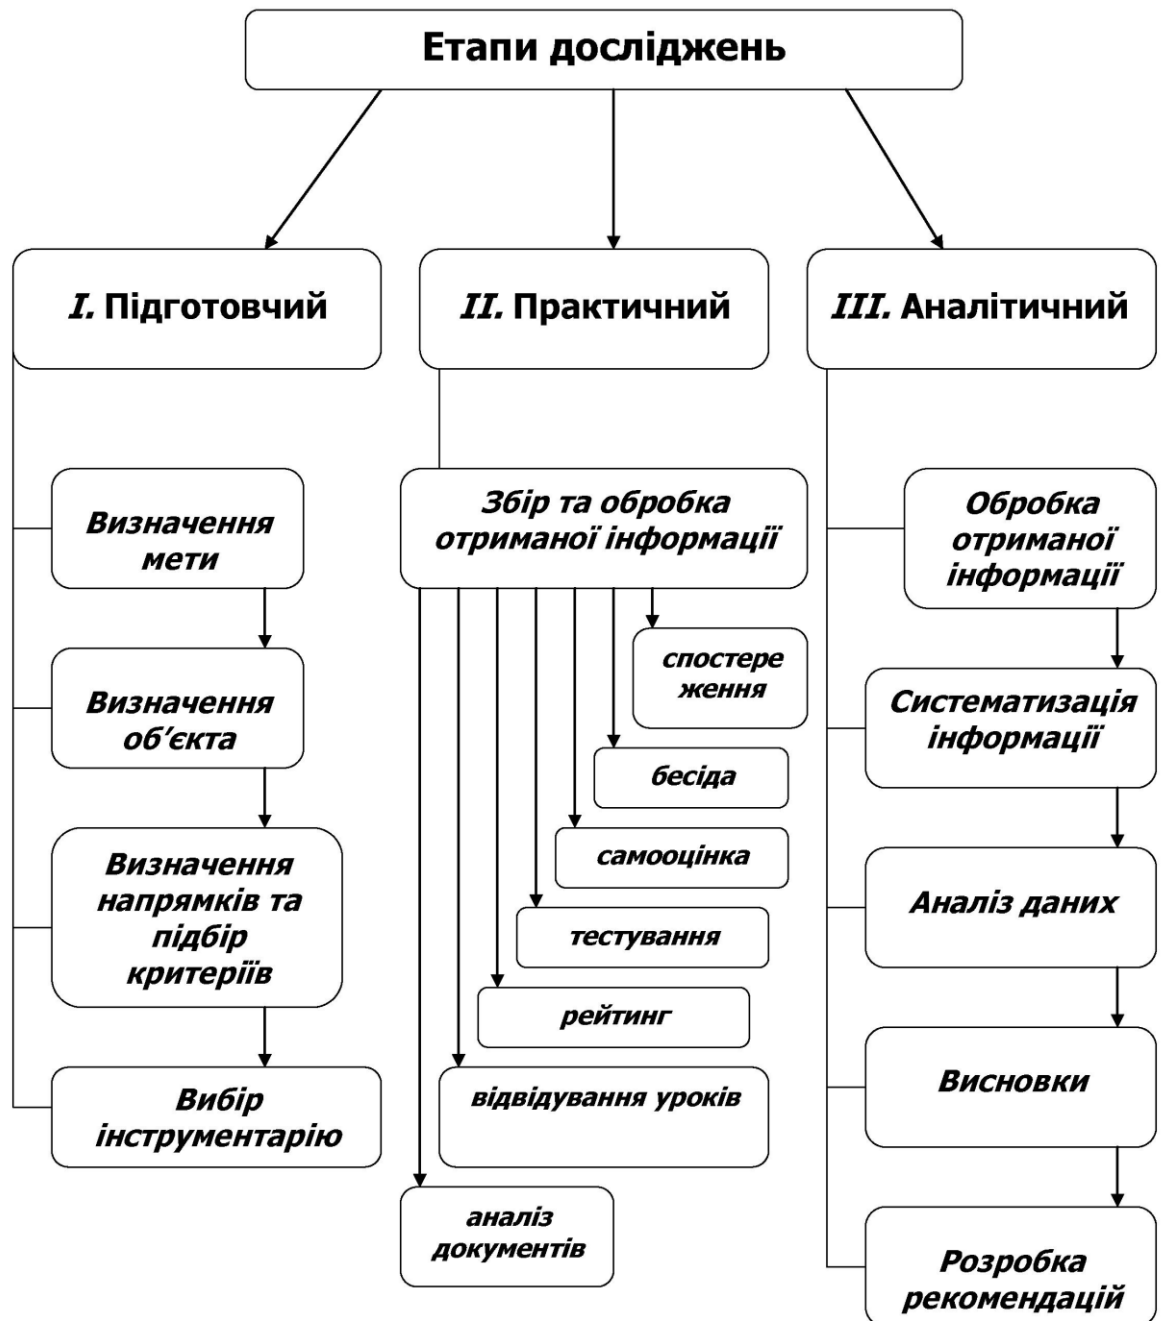 Етапи досліджень
I. Підготовчий
II. Практичний
III. Аналітичний
Визначення
мети
Визначення
об’єкта
Визначення
напрямків та
підбір
критеріїв
Вибір
інструментарію
Збір та обробка
отриманої інформації
спостере
ження
бесіда
самооцінка
тестування
рейтинг
відвідування уроків
аналіз
документів
Обробка
отриманої
інформації
Систематизація
інформації
Аналіз даних
Висновки
Розробка
рекомендацій